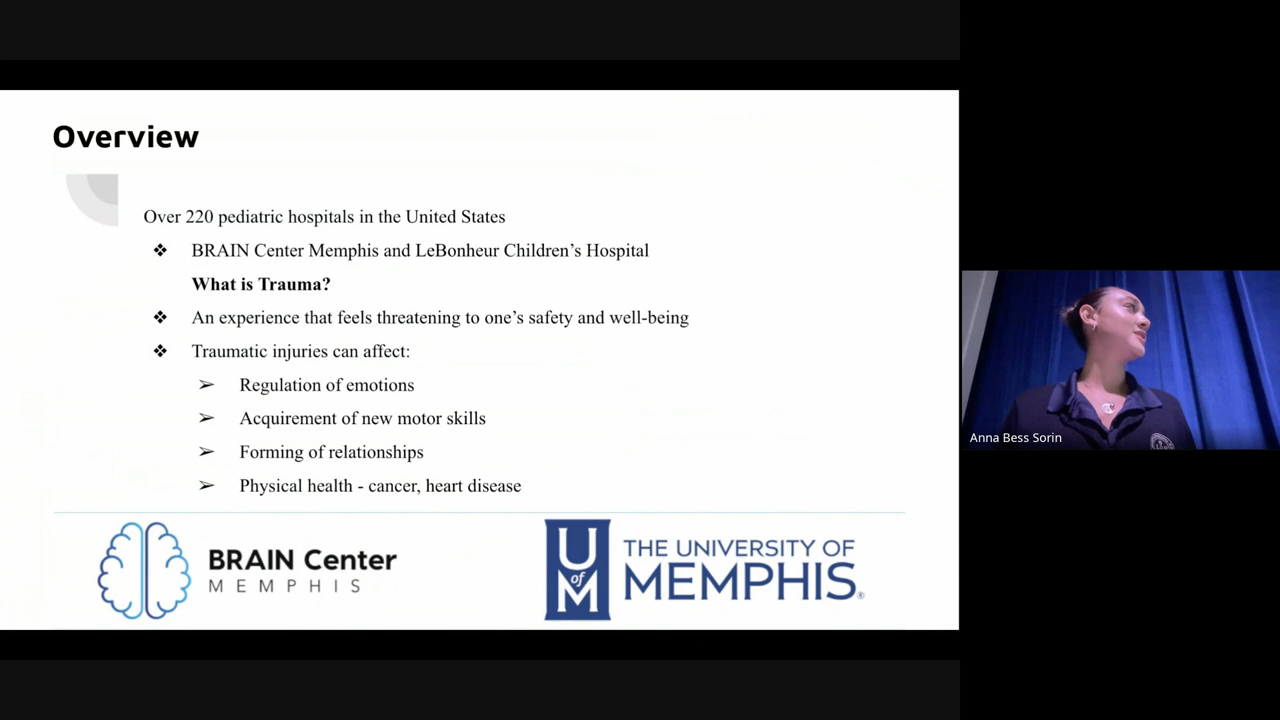 Overview
Over 220 pediatric hospitals in the United States
❖ BRAIN Center Memphis and LeBonheur Children’s Hospital
What is Trauma?
❖ An experience that feels threatening to one’s safety and well-being
❖ Traumatic injuries can affect:
➢ Regulation of emotions
➢ Acquirement of new motor skills
➢ Forming of relationships
➢ Physical health - cancer, heart disease
BRAIN Center
MEMPHIS
U
of
M
THE UNIVERSITY OF
MEMPHIS®
Anna Bess Sorin